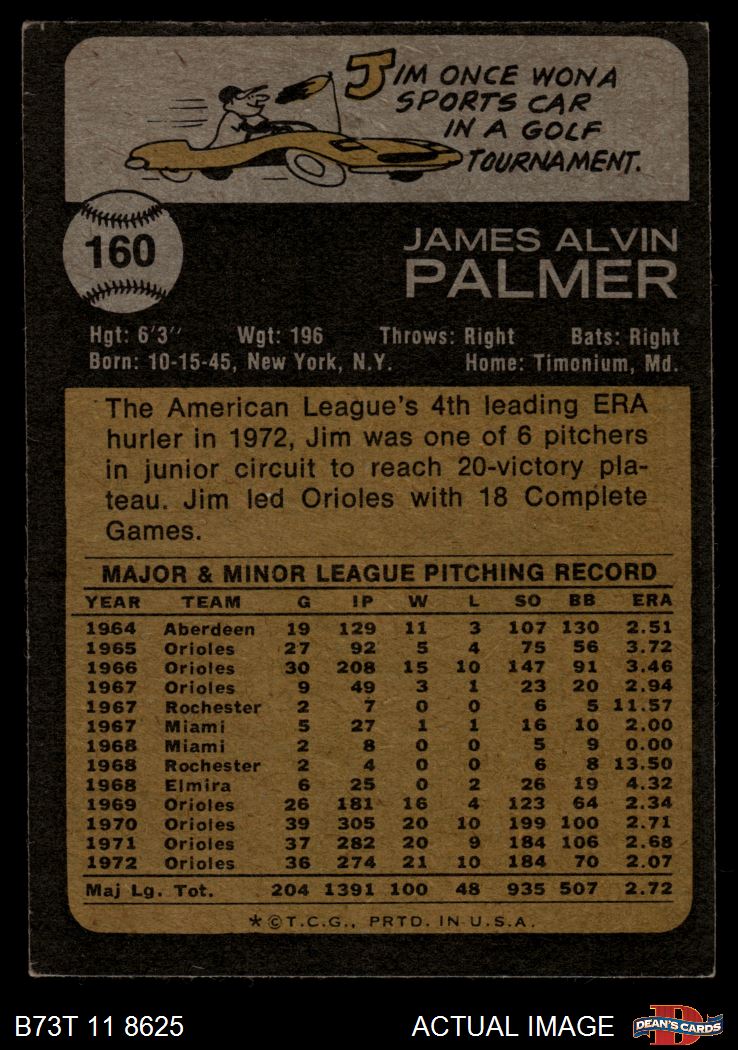 JIM ONCE WON A
SPORTS CAR
IN A GOLF
TOURNAMENT.
160
JAMES ALVIN
PALMER
Hgt: 6'3" Wgt: 196 Throws: Right Bats: Right
Born: 10-15-45, New York, N.Y. Home: Timonium, Md.
The American League's 4th leading ERA
hurler in 1972, Jim was one of 6 pitchers
in junior circuit to reach 20-victory pla-
teau. Jim led Orioles with 18 Complete
Games.
MAJOR & MINOR LEAGUE PITCHING RECORD
YEAR TEAM G IP W L SO BB ERA
1964 Aberdeen 19 129 11 3 107 130 2.51
1965 Orioles 27 92 5 4 75 56 3.72
1966 Orioles 30 208 15 10 147 91 3.46
1967 Orioles 9 49 3 1 23 20 2.94
1967 Rochester 2 7 0 0 6 5 11.57
1967 Miami 5 27 1 1 16 10 2.00
1968 Miami 2 8 0 0 5 9 0.00
1968 Rochester 2 4 0 0 6 8 13.50
1968 Elmira 6 25 0 2 26 19 4.32
1969 Orioles 26 181 16 4 123 64 2.34
1970 Orioles 39 305 20 10 199 100 2.71
1971 Orioles 37 282 20 9 184 106 2.68
1972 Orioles 36 274 21 10 184 70 2.07
Maj Lg. Tot. 204 1391 100 48 935 507 2.72
*©T.C.G., PRTD. IN U.S.A.
B73T 11 8625 ACTUAL IMAGE D DEAN'S CARDS